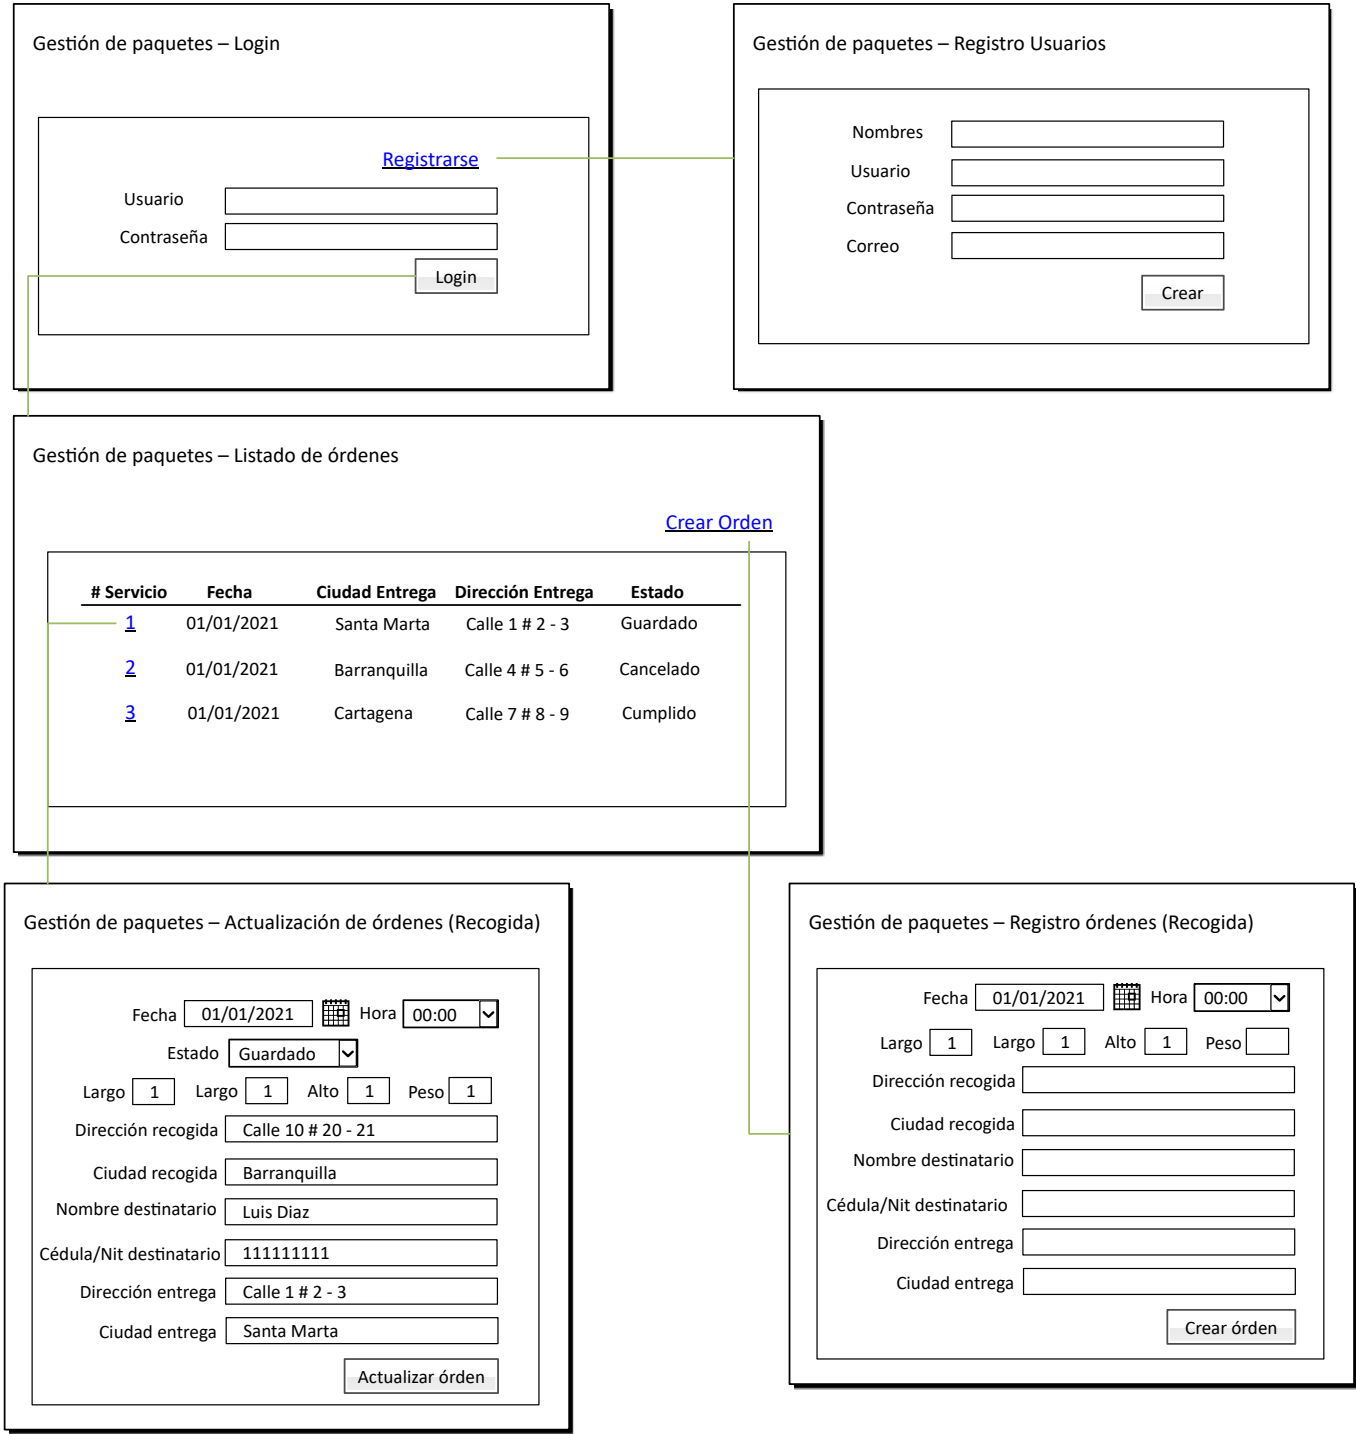 Gestión de paquetes – Login
Registrarse
Usuario
Contraseña
Login
Gestión de paquetes – Registro Usuarios
Nombres
Usuario
Contraseña
Correo
Crear
Gestión de paquetes – Listado de órdenes
Crear Orden
# Servicio Fecha Ciudad Entrega Dirección Entrega Estado
1 01/01/2021 Santa Marta Calle 1 # 2 - 3 Guardado
2 01/01/2021 Barranquilla Calle 4 # 5 - 6 Cancelado
3 01/01/2021 Cartagena Calle 7 # 8 - 9 Cumplido
Gestión de paquetes – Actualización de órdenes (Recogida)
Fecha 01/01/2021 Hora 00:00
Estado Guardado
Largo 1 Largo 1 Alto 1 Peso 1
Dirección recogida Calle 10 # 20 - 21
Ciudad recogida Barranquilla
Nombre destinatario Luis Diaz
Cédula/Nit destinatario 111111111
Dirección entrega Calle 1 # 2 - 3
Ciudad entrega Santa Marta
Actualizar órden
Gestión de paquetes – Registro órdenes (Recogida)
Fecha 01/01/2021 Hora 00:00
Largo 1 Largo 1 Alto 1 Peso
Dirección recogida
Ciudad recogida
Nombre destinatario
Cédula/Nit destinatario
Dirección entrega
Ciudad entrega
Crear órden